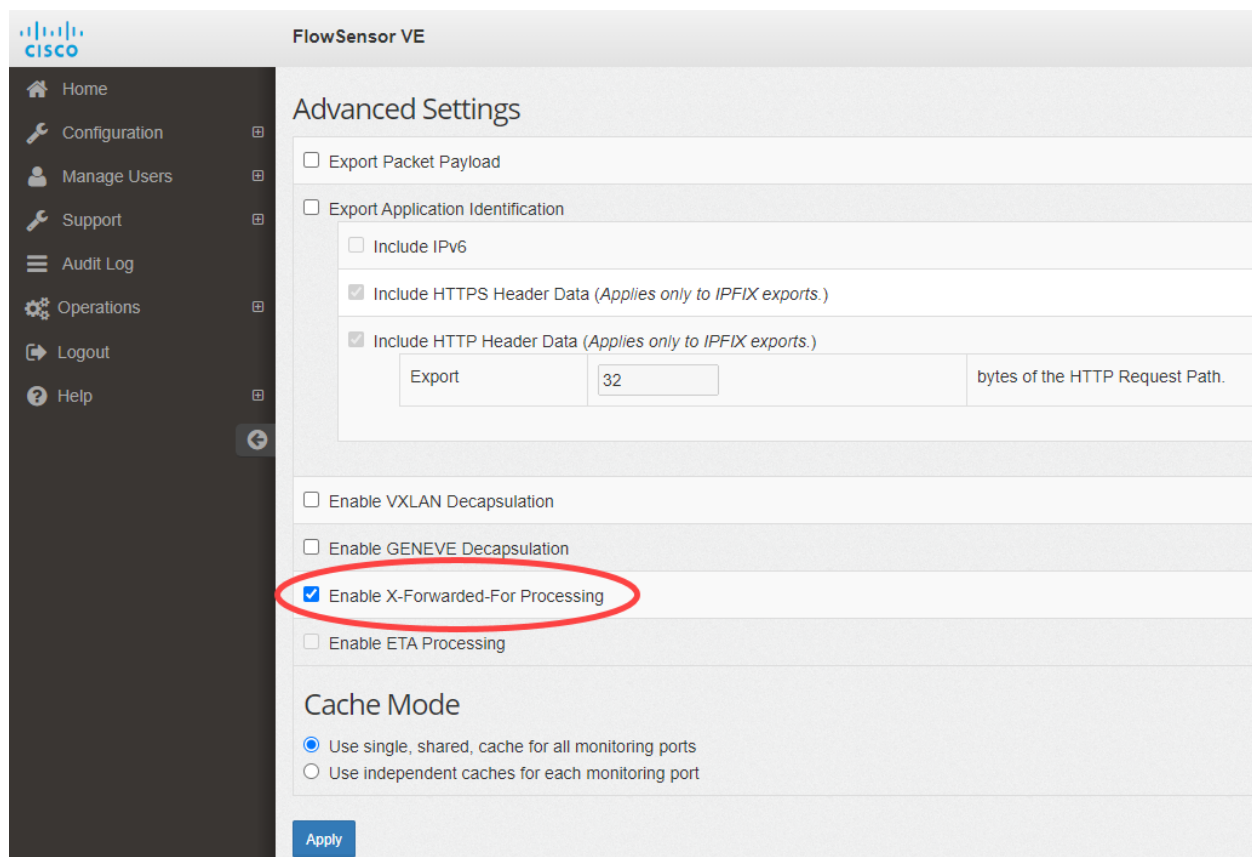 CISCO
FlowSensor VE
Home
Configuration
Manage Users
Support
Audit Log
Operations
Logout
Help
Advanced Settings
Export Packet Payload
Export Application Identification
Include IPv6
Include HTTPS Header Data (Applies only to IPFIX exports.)
Include HTTP Header Data (Applies only to IPFIX exports.)
Export 32 bytes of the HTTP Request Path.
Enable VXLAN Decapsulation
Enable GENEVE Decapsulation
Enable X-Forwarded-For Processing
Enable ETA Processing
Cache Mode
Use single, shared, cache for all monitoring ports
Use independent caches for each monitoring port
Apply